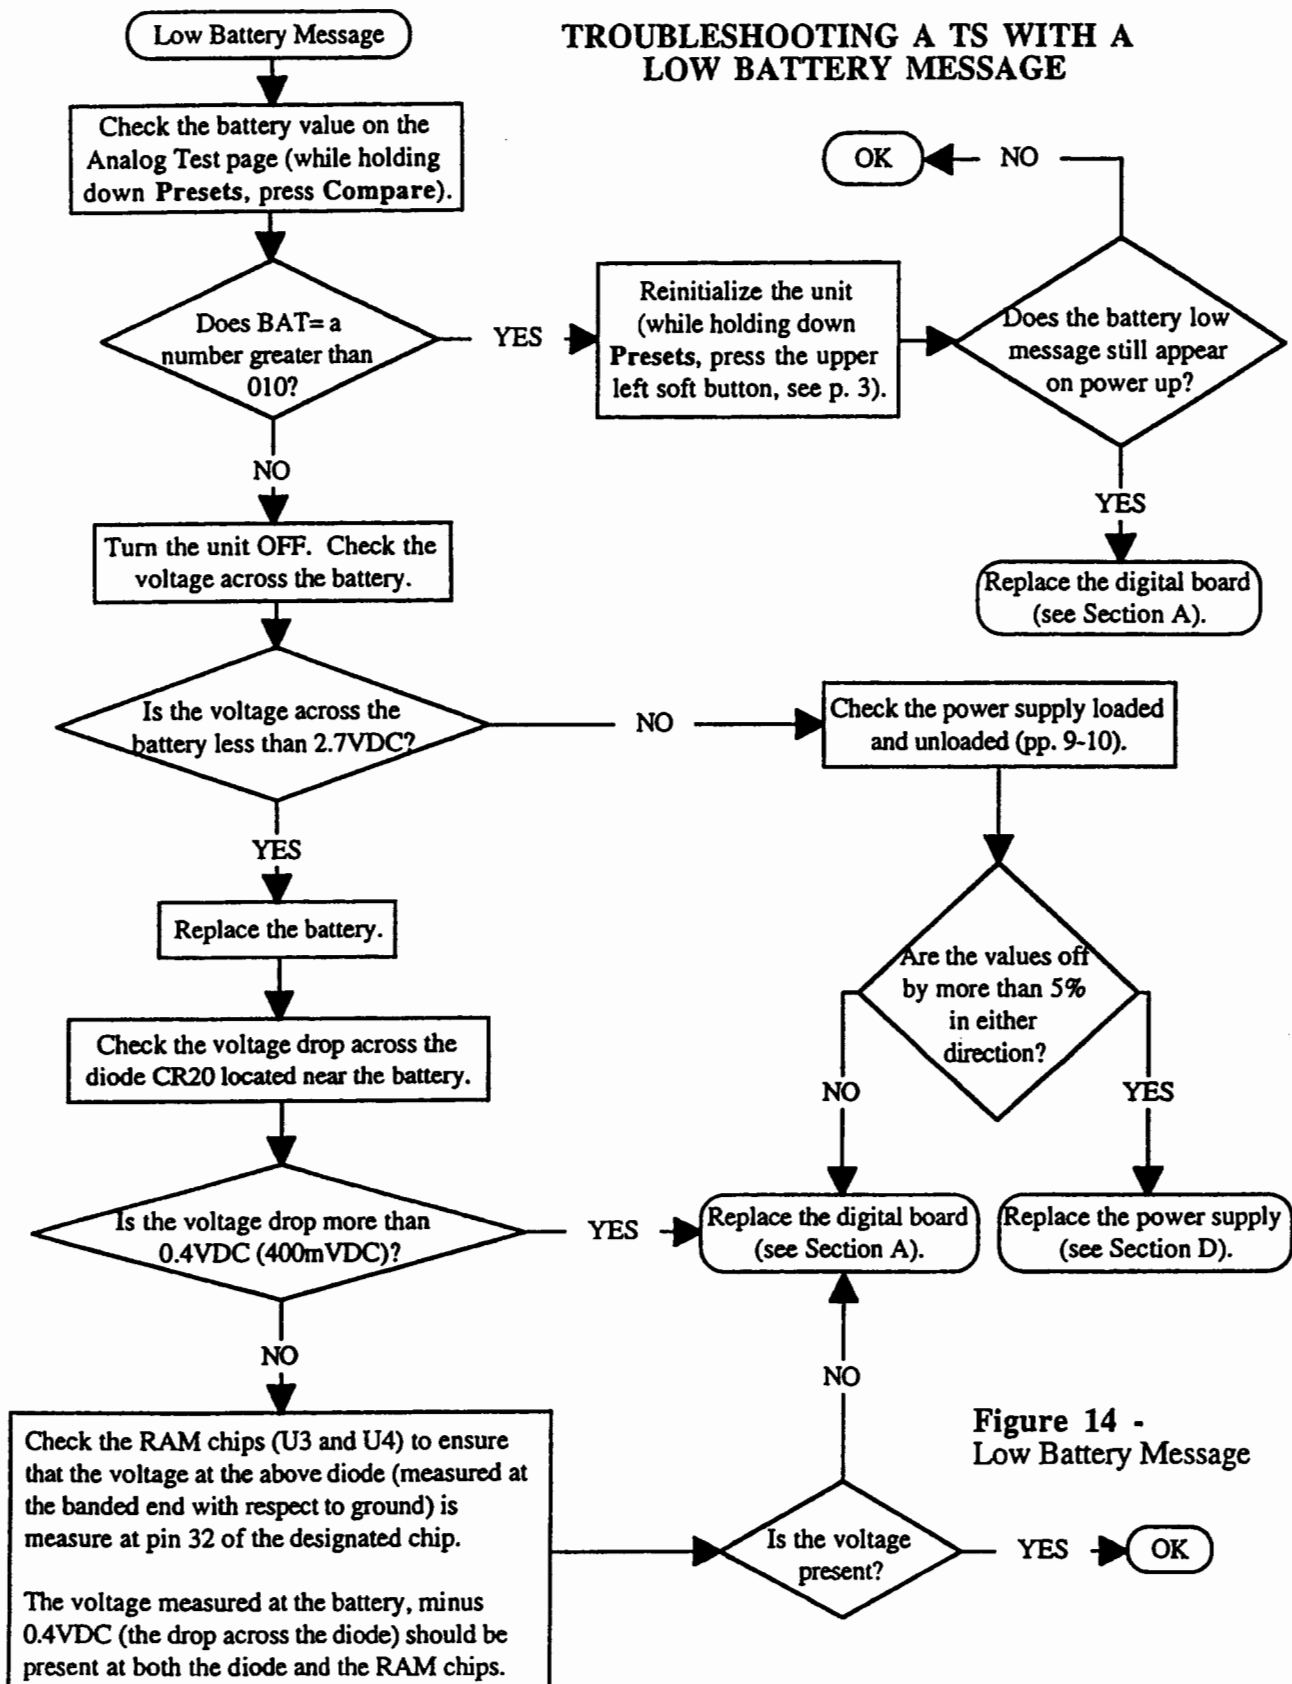 TROUBLESHOOTING A TS WITH A
LOW BATTERY MESSAGE
Low Battery Message
Check the battery value on the
Analog Test page (while holding
down Presets, press Compare).
Does BAT= a
number greater than
010?
YES
Reinitialize the unit
(while holding down
Presets, press the upper
left soft button, see p. 3).
Does the battery low
message still appear
on power up?
NO
OK
YES
Replace the digital board
(see Section A).
NO
Turn the unit OFF. Check the
voltage across the battery.
Is the voltage across the
battery less than 2.7VDC?
NO
Check the power supply loaded
and unloaded (pp. 9-10).
Are the values off
by more than 5%
in either
direction?
NO
YES
Replace the digital board
(see Section A).
Replace the power supply
(see Section D).
YES
Replace the battery.
Check the voltage drop across the
diode CR20 located near the battery.
Is the voltage drop more than
0.4VDC (400mVDC)?
YES
NO
Check the RAM chips (U3 and U4) to ensure
that the voltage at the above diode (measured at
the banded end with respect to ground) is
measure at pin 32 of the designated chip.
The voltage measured at the battery, minus
0.4VDC (the drop across the diode) should be
present at both the diode and the RAM chips.
Is the voltage
present?
NO
YES
OK
Figure 14 -
Low Battery Message